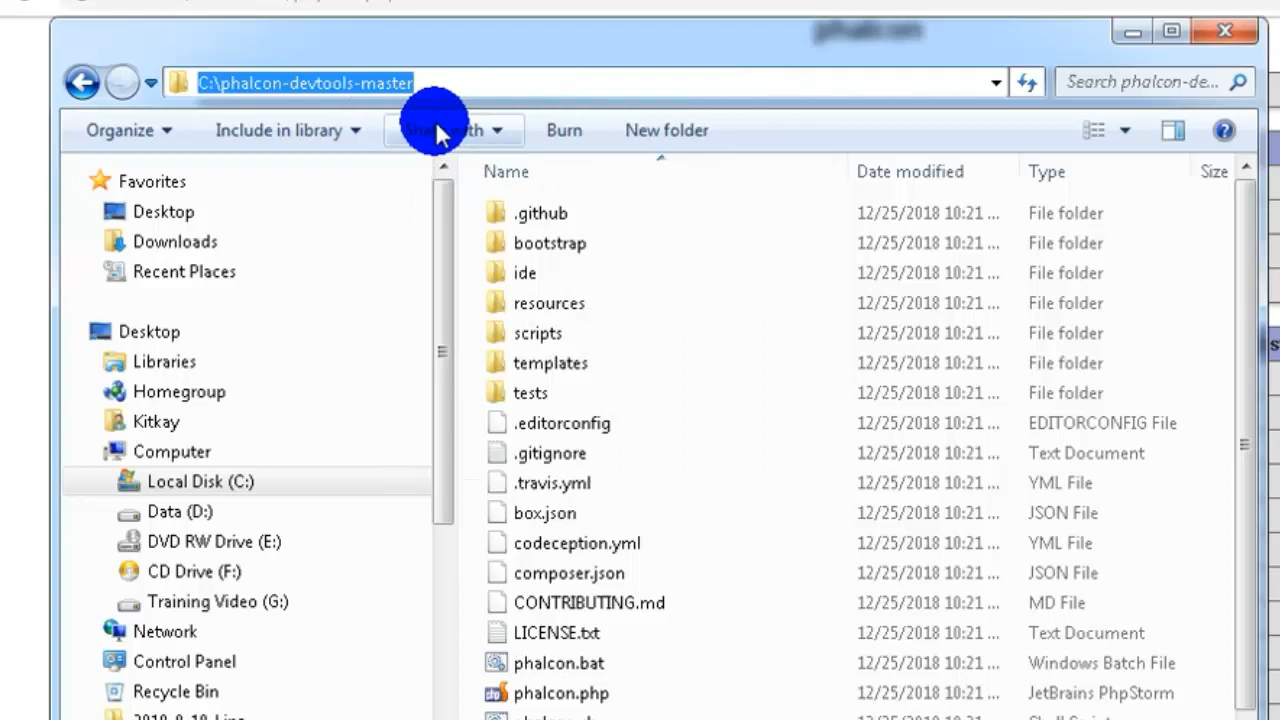 phalcon
C:\phalcon-devtools-master
Search phalcon-de...
Organize
Include in library
Burn
New folder
Name
Date modified
Type
Size
Favorites
Desktop
Downloads
Recent Places
Desktop
Libraries
Homegroup
Kitkay
Computer
Local Disk (C:)
Data (D:)
DVD RW Drive (E:)
CD Drive (F:)
Training Video (G:)
Network
Control Panel
Recycle Bin
.github 12/25/2018 10:21 ... File folder
bootstrap 12/25/2018 10:21 ... File folder
ide 12/25/2018 10:21 ... File folder
resources 12/25/2018 10:21 ... File folder
scripts 12/25/2018 10:21 ... File folder
templates 12/25/2018 10:21 ... File folder
tests 12/25/2018 10:21 ... File folder
.editorconfig 12/25/2018 10:21 ... EDITORCONFIG File
.gitignore 12/25/2018 10:21 ... Text Document
.travis.yml 12/25/2018 10:21 ... YML File
box.json 12/25/2018 10:21 ... JSON File
codeception.yml 12/25/2018 10:21 ... YML File
composer.json 12/25/2018 10:21 ... JSON File
CONTRIBUTING.md 12/25/2018 10:21 ... MD File
LICENSE.txt 12/25/2018 10:21 ... Text Document
phalcon.bat 12/25/2018 10:21 ... Windows Batch File
phalcon.php 12/25/2018 10:21 ... JetBrains PhpStorm